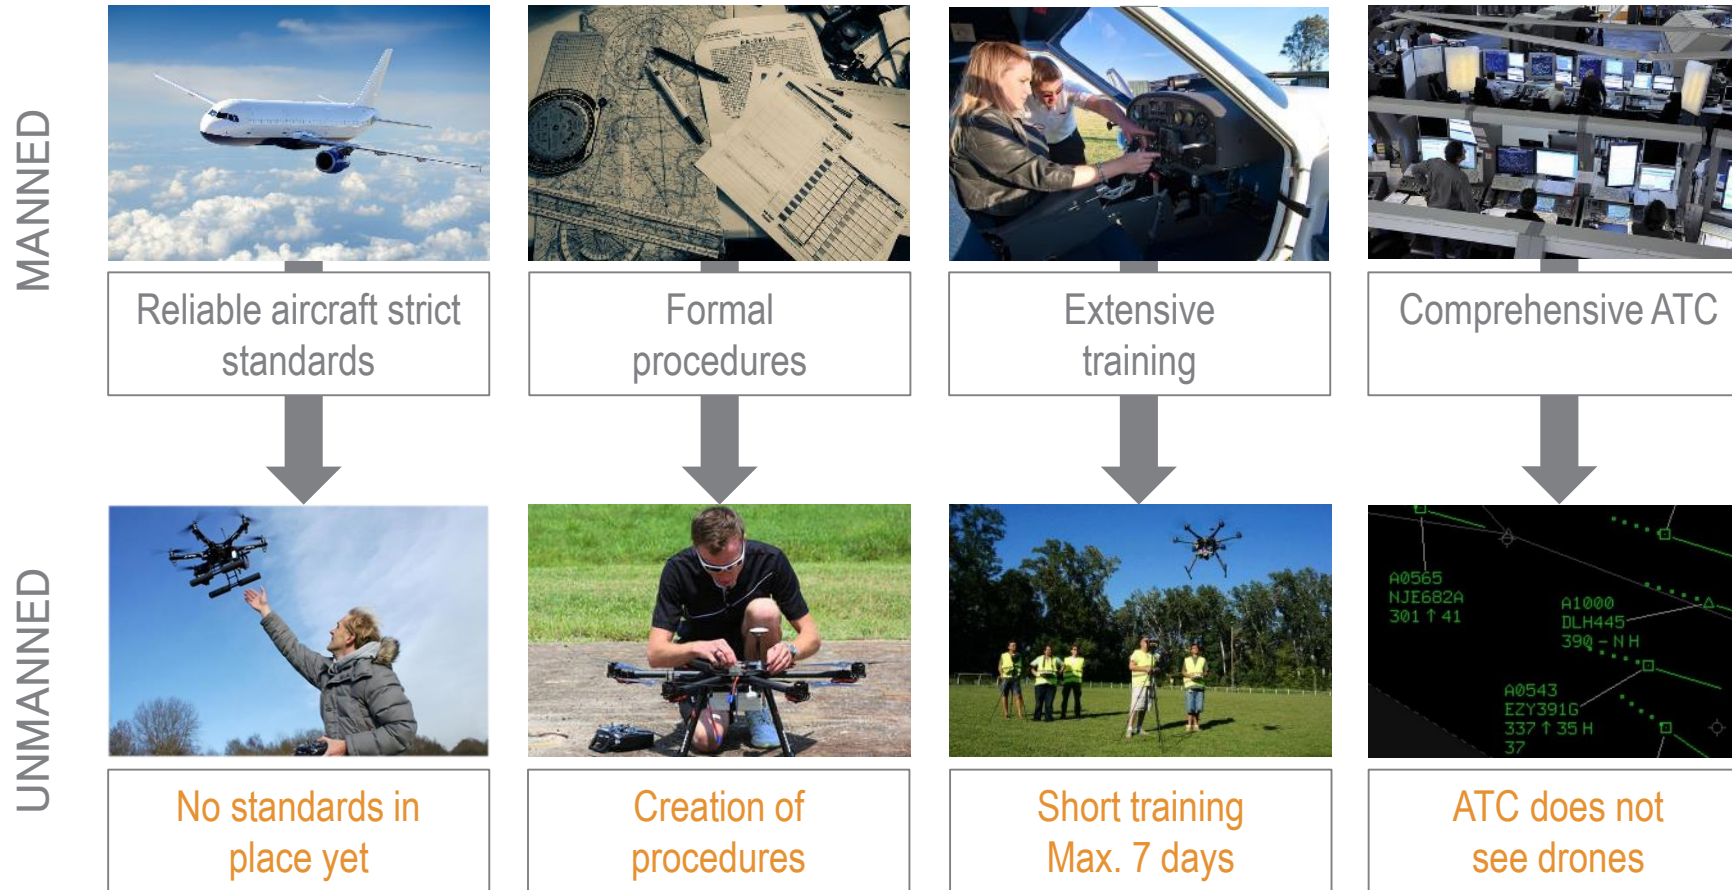 MANNED
Reliable aircraft strict
standards
Formal
procedures
Extensive
training
Comprehensive ATC
UNMANNED
A0565
NJE682A
301 ↑ 41
A1000
DLH445
390 – N H
A0543
EZY391G
337 ↑ 35 H
37
No standards in
place yet
Creation of
procedures
Short training
Max. 7 days
ATC does not
see drones